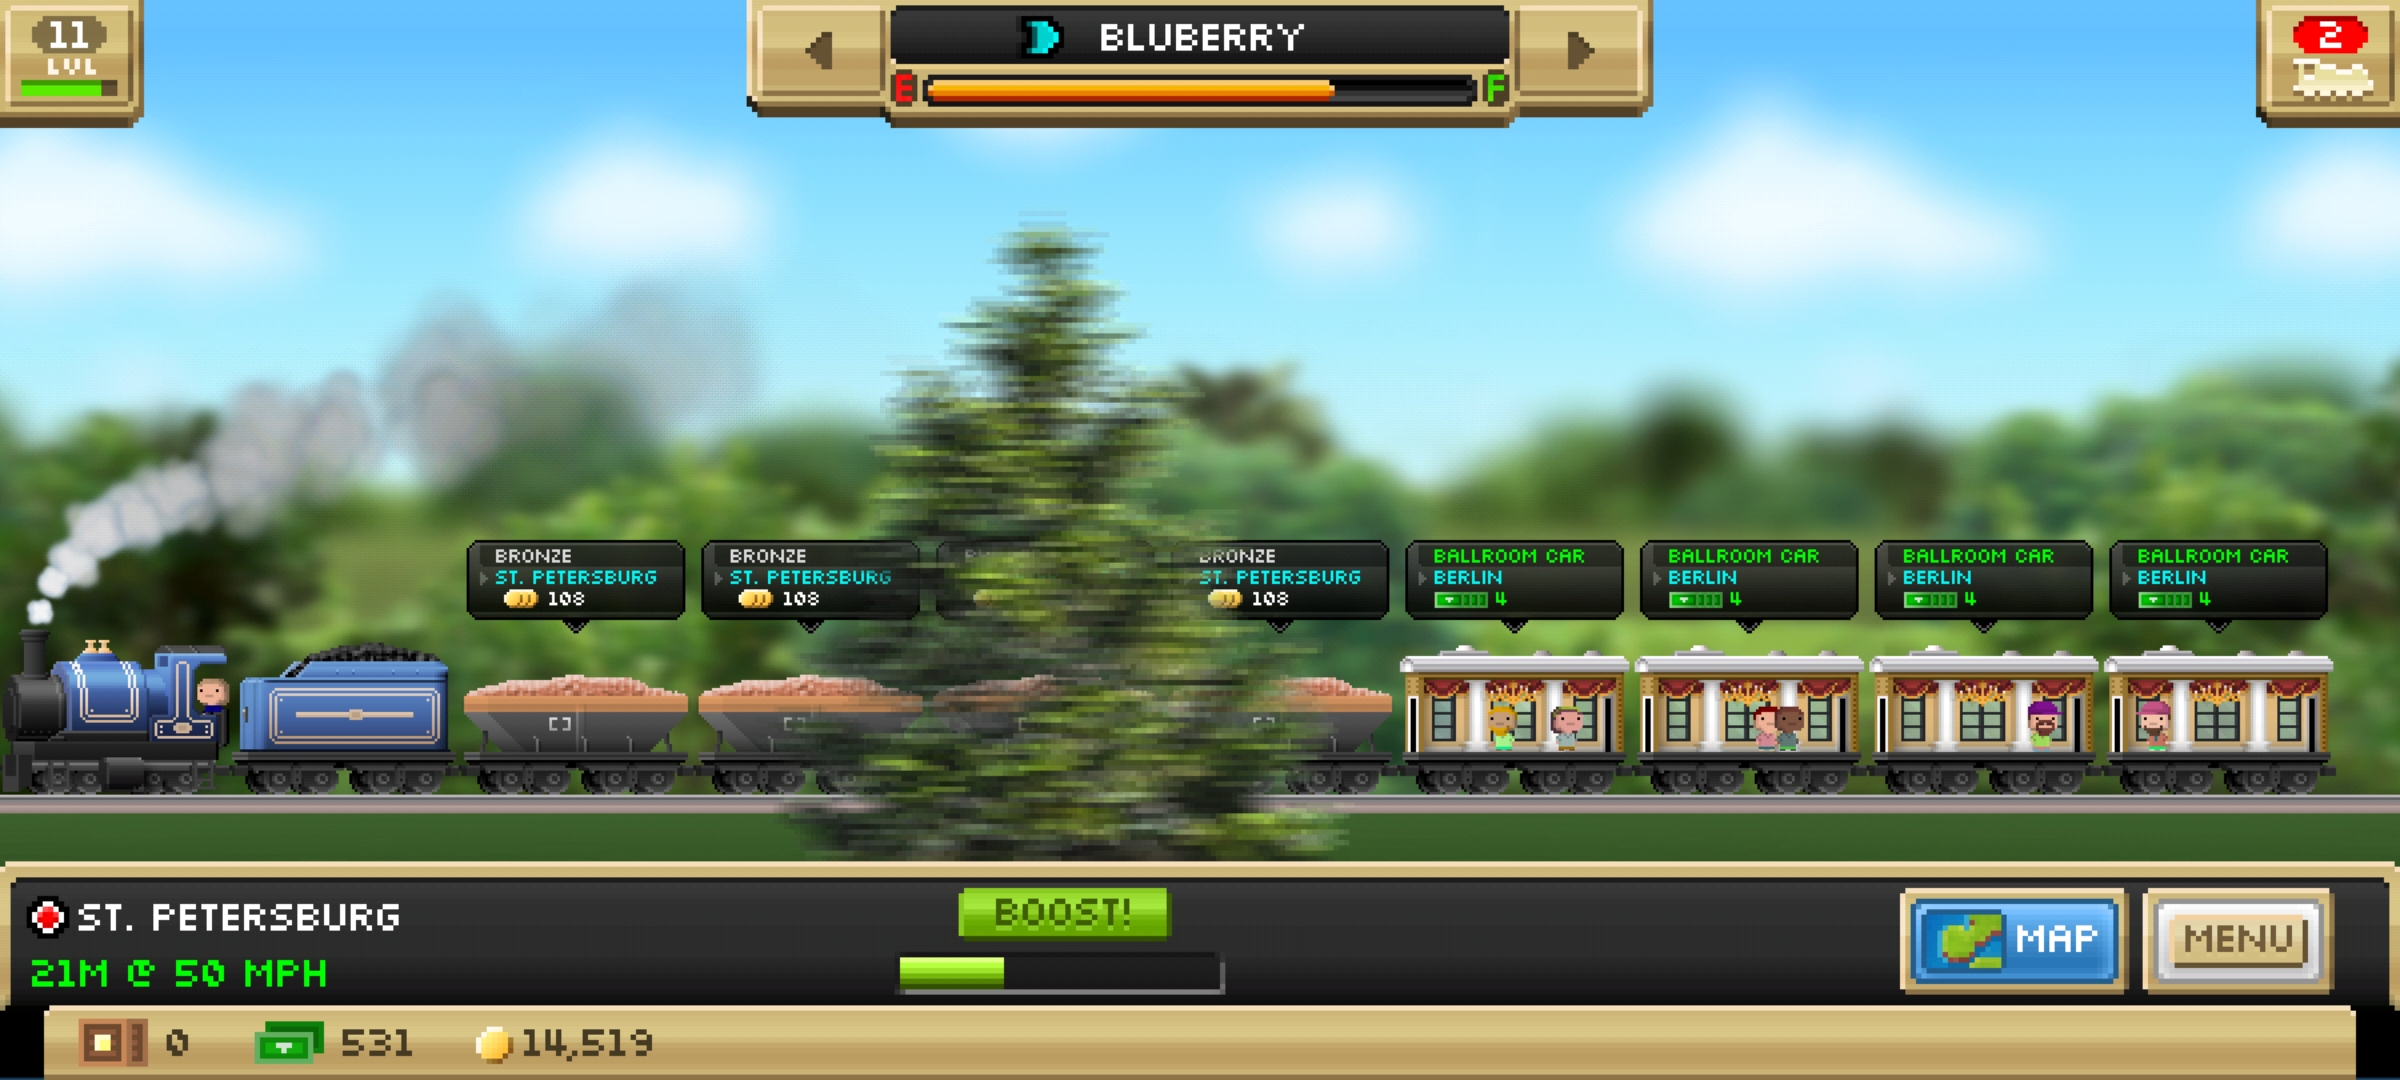 11
LVL
BLUBERRY
E
F
2
BRONZE
ST. PETERSBURG
108
BRONZE
ST. PETERSBURG
108
BRONZE
ST. PETERSBURG
108
BALLROOM CAR
BERLIN
4
BALLROOM CAR
BERLIN
4
BALLROOM CAR
BERLIN
4
BALLROOM CAR
BERLIN
4
ST. PETERSBURG
21M @ 50 MPH
BOOST!
MAP
MENU
0
531
14,519